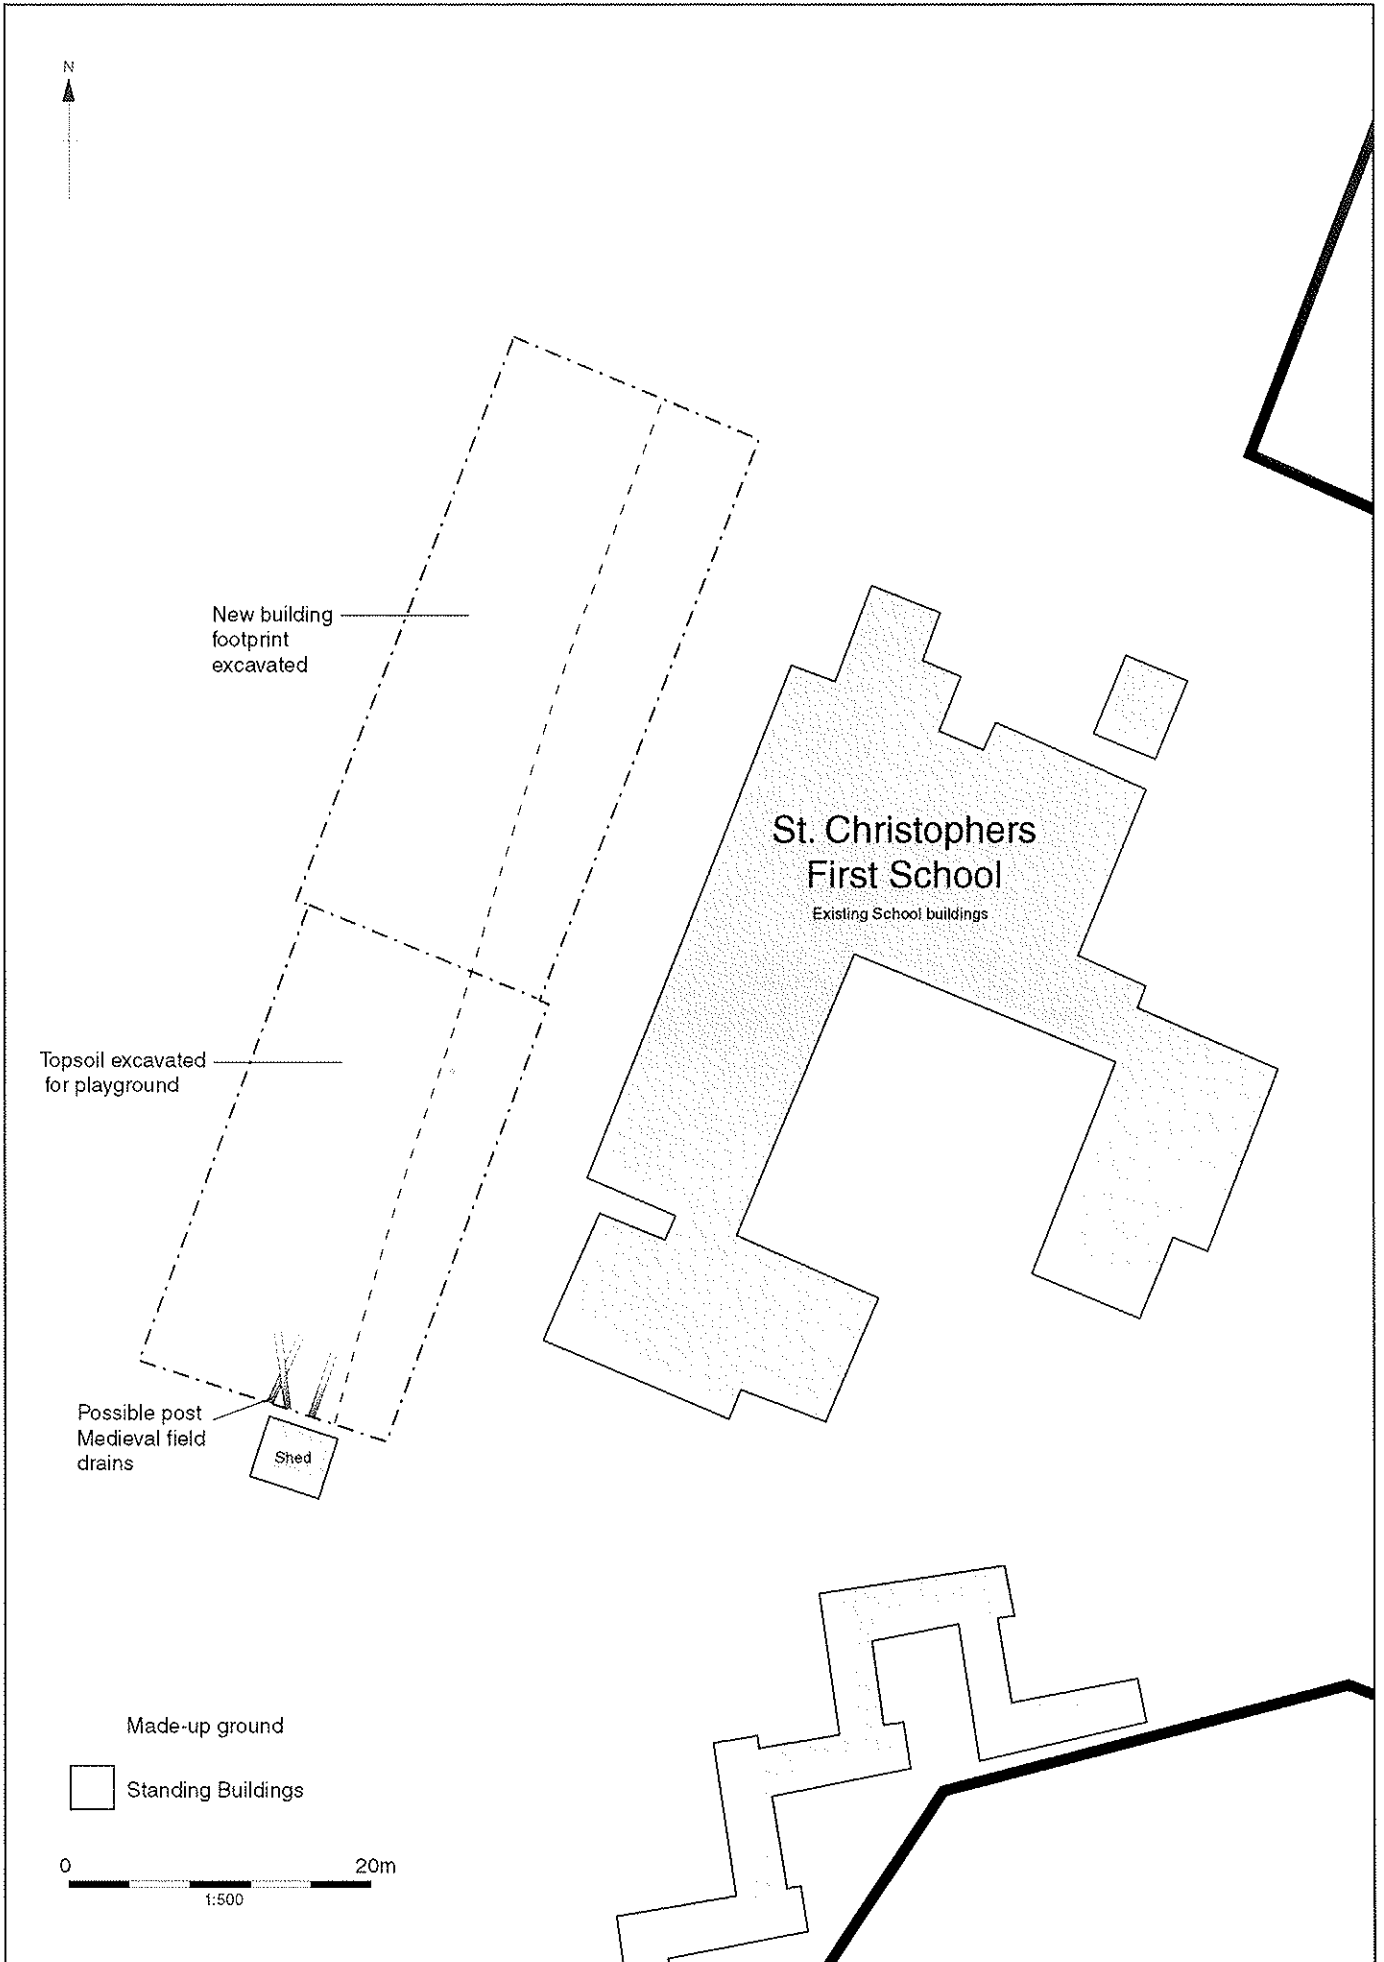 N
New building
footprint
excavated
St. Christophers
First School
Existing School buildings
Topsoil excavated
for playground
Possible post
Medieval field
drains
Shed
Made-up ground
Standing Buildings
0 20m
1:500